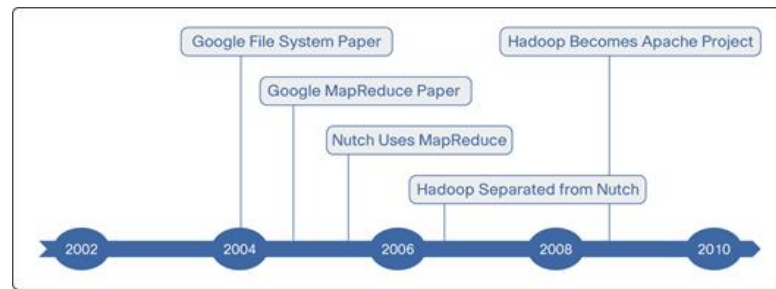 Google File System Paper
Hadoop Becomes Apache Project
Google MapReduce Paper
Nutch Uses MapReduce
Hadoop Separated from Nutch
2002
2004
2006
2008
2010